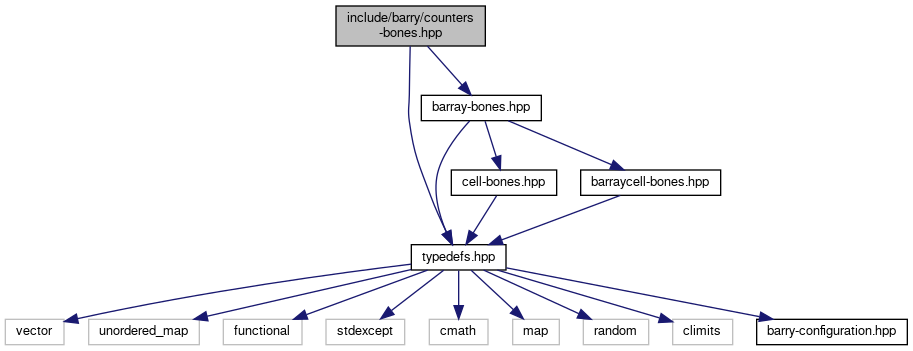 include/barry/counters
-bones.hpp
barray-bones.hpp
cell-bones.hpp
barraycell-bones.hpp
typedefs.hpp
vector
unordered_map
functional
stdexcept
cmath
map
random
climits
barry-configuration.hpp